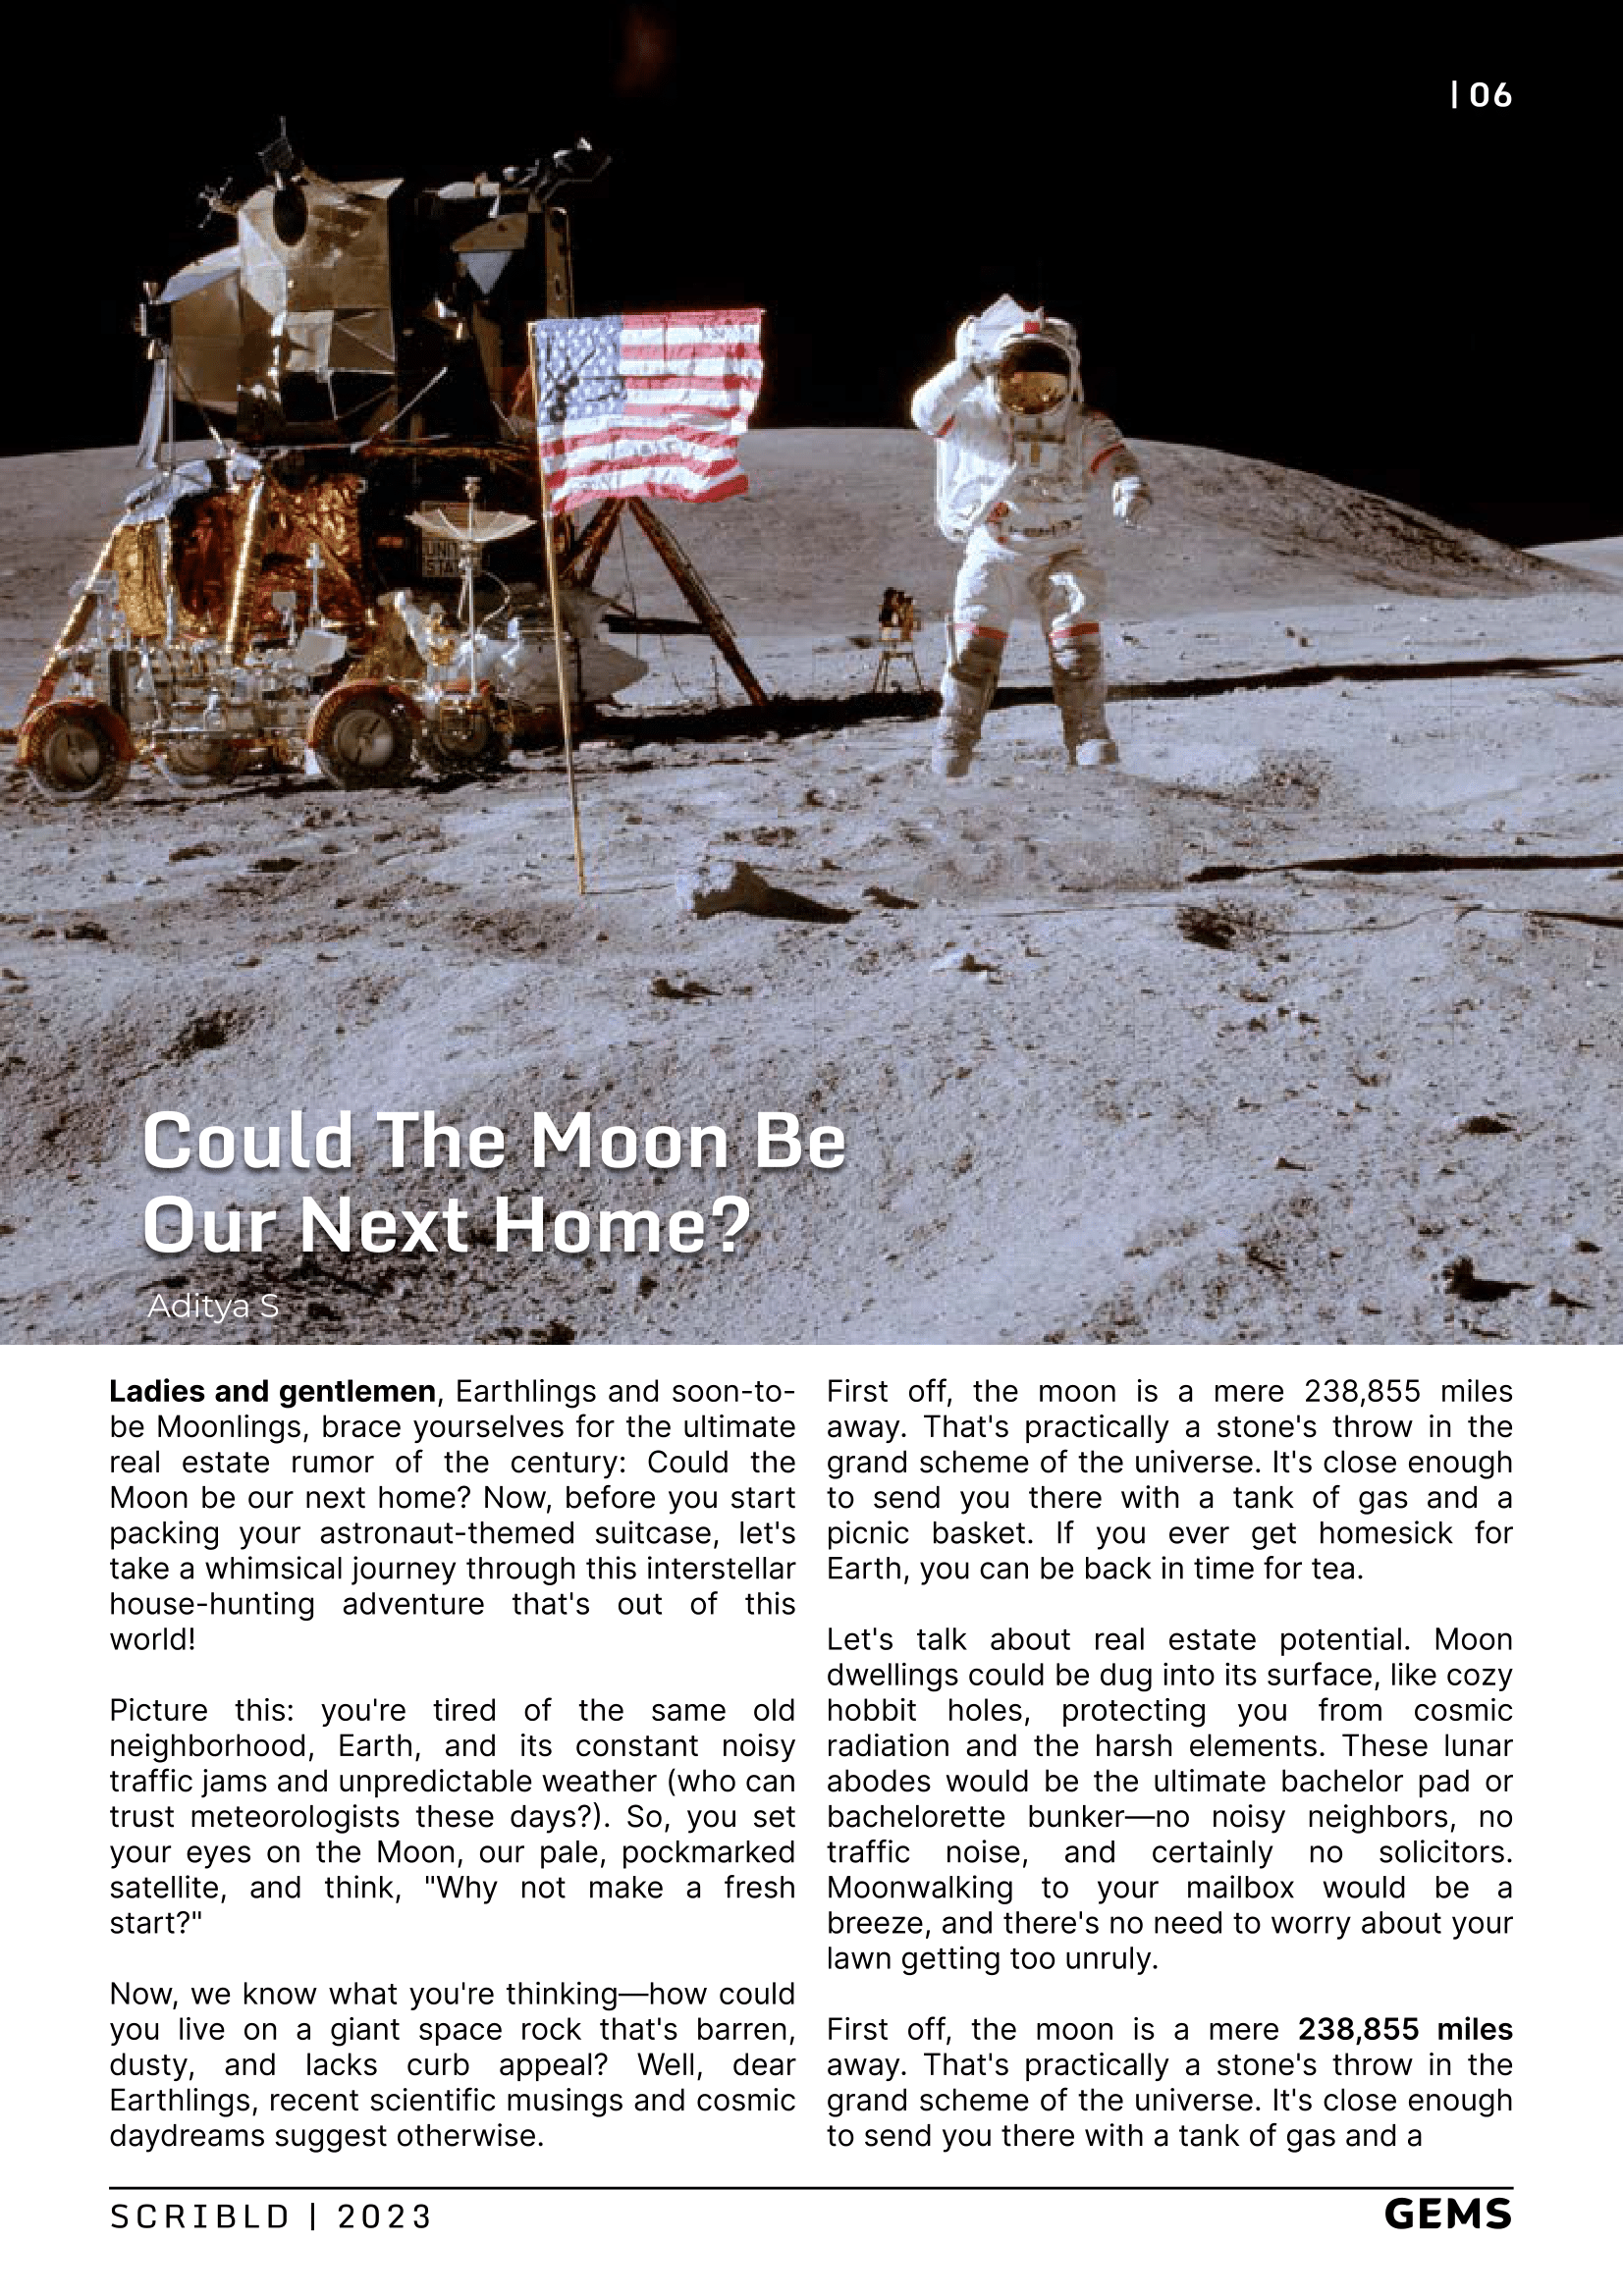 | 06
UNIT
STA
Could The Moon Be
Our Next Home?
Aditya S
Ladies and gentlemen, Earthlings and soon-to-
be Moonlings, brace yourselves for the ultimate
real estate rumor of the century: Could the
Moon be our next home? Now, before you start
packing your astronaut-themed suitcase, let's
take a whimsical journey through this interstellar
house-hunting adventure that's out of this
world!
Picture this: you're tired of the same old
neighborhood, Earth, and its constant noisy
traffic jams and unpredictable weather (who can
trust meteorologists these days?). So, you set
your eyes on the Moon, our pale, pockmarked
satellite, and think, "Why not make a fresh
start?"
Now, we know what you're thinking—how could
you live on a giant space rock that's barren,
dusty, and lacks curb appeal? Well, dear
Earthlings, recent scientific musings and cosmic
daydreams suggest otherwise.
First off, the moon is a mere 238,855 miles
away. That's practically a stone's throw in the
grand scheme of the universe. It's close enough
to send you there with a tank of gas and a
picnic basket. If you ever get homesick for
Earth, you can be back in time for tea.
Let's talk about real estate potential. Moon
dwellings could be dug into its surface, like cozy
hobbit holes, protecting you from cosmic
radiation and the harsh elements. These lunar
abodes would be the ultimate bachelor pad or
bachelorette bunker—no noisy neighbors, no
traffic noise, and certainly no solicitors.
Moonwalking to your mailbox would be a
breeze, and there's no need to worry about your
lawn getting too unruly.
First off, the moon is a mere 238,855 miles
away. That's practically a stone's throw in the
grand scheme of the universe. It's close enough
to send you there with a tank of gas and a
SCRIBLD | 2023
GEMS